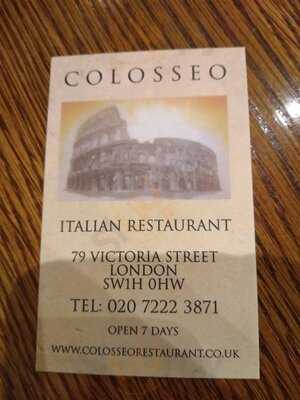 COLOSSEO
ITALIAN RESTAURANT
79 VICTORIA STREET
LONDON
SW1H 0HW
TEL: 020 7222 3871
OPEN 7 DAYS
WWW.COLOSSEORESTAURANT.CO.UK